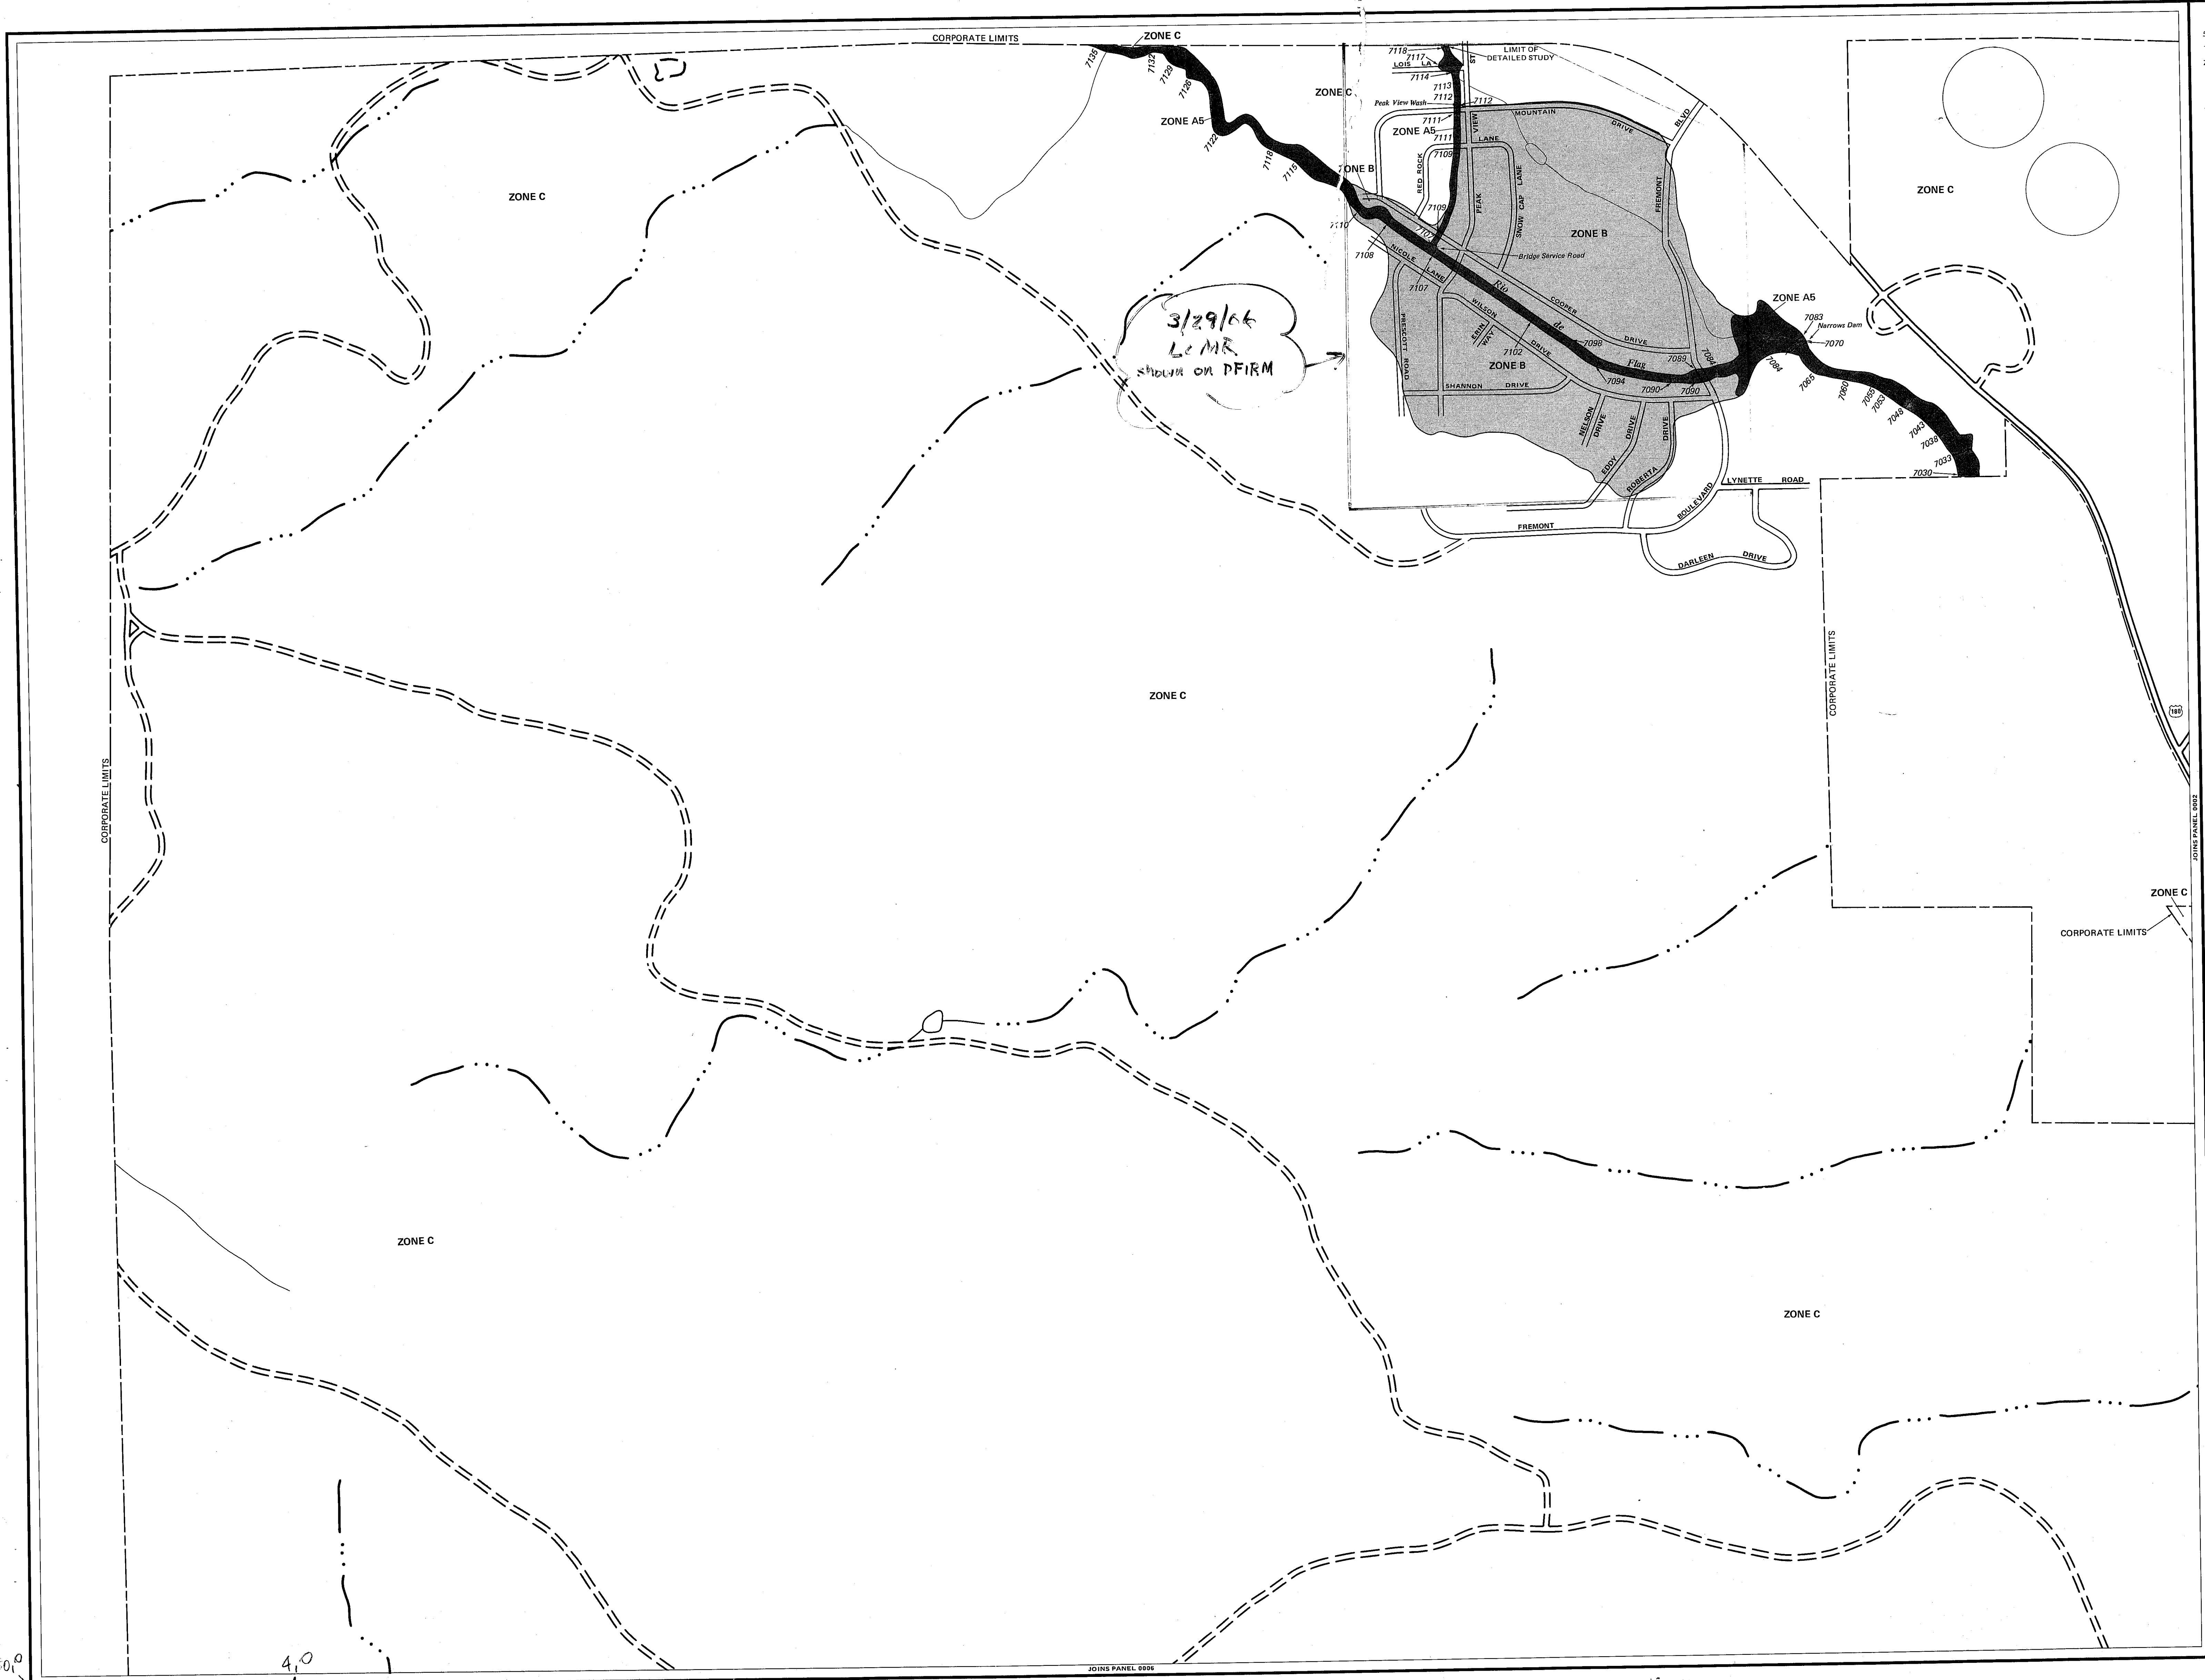 CORPORATE LIMITS
ZONE C
7135
7132
7129
7126
ZONE A5
7122
7118
7115
ZONE C
ZONE B
7110
7108
7118
7117
LOIS LA
7114
7113
7112
Peak View Wash
7112
7111
ZONE A5
7111
7109
ST
LIMIT OF
DETAILED STUDY
MOUNTAIN
DRIVE
BLVD
VIEW
LANE
RED ROCK
PEAK
SNOW CAP LANE
FREMONT
7109
7107
ZONE B
Bridge Service Road
NICOLE LANE
7107
Rio
de
Flag
COOPER
DRIVE
WILSON
DRIVE
ERIN
WAY
PRESCOTT ROAD
7102
7098
7089
7084
7094
7090
7090
ZONE B
SHANNON DRIVE
NELSON
DRIVE
EDDY
DRIVE
ROBERTA
DRIVE
ZONE A5
7083
Narrows Dam
7070
7084
7065
7060
7055
7053
7048
7043
7038
7033
7030
LYNETTE ROAD
BOULEVARD
FREMONT
DARLEEN DRIVE
ZONE C
ZONE C
3/29/06
LOMR
shown on DFIRM
ZONE C
CORPORATE LIMITS
CORPORATE LIMITS
180
JOINS PANEL 0002
ZONE C
CORPORATE LIMITS
ZONE C
ZONE C
4,0
JOINS PANEL 0006